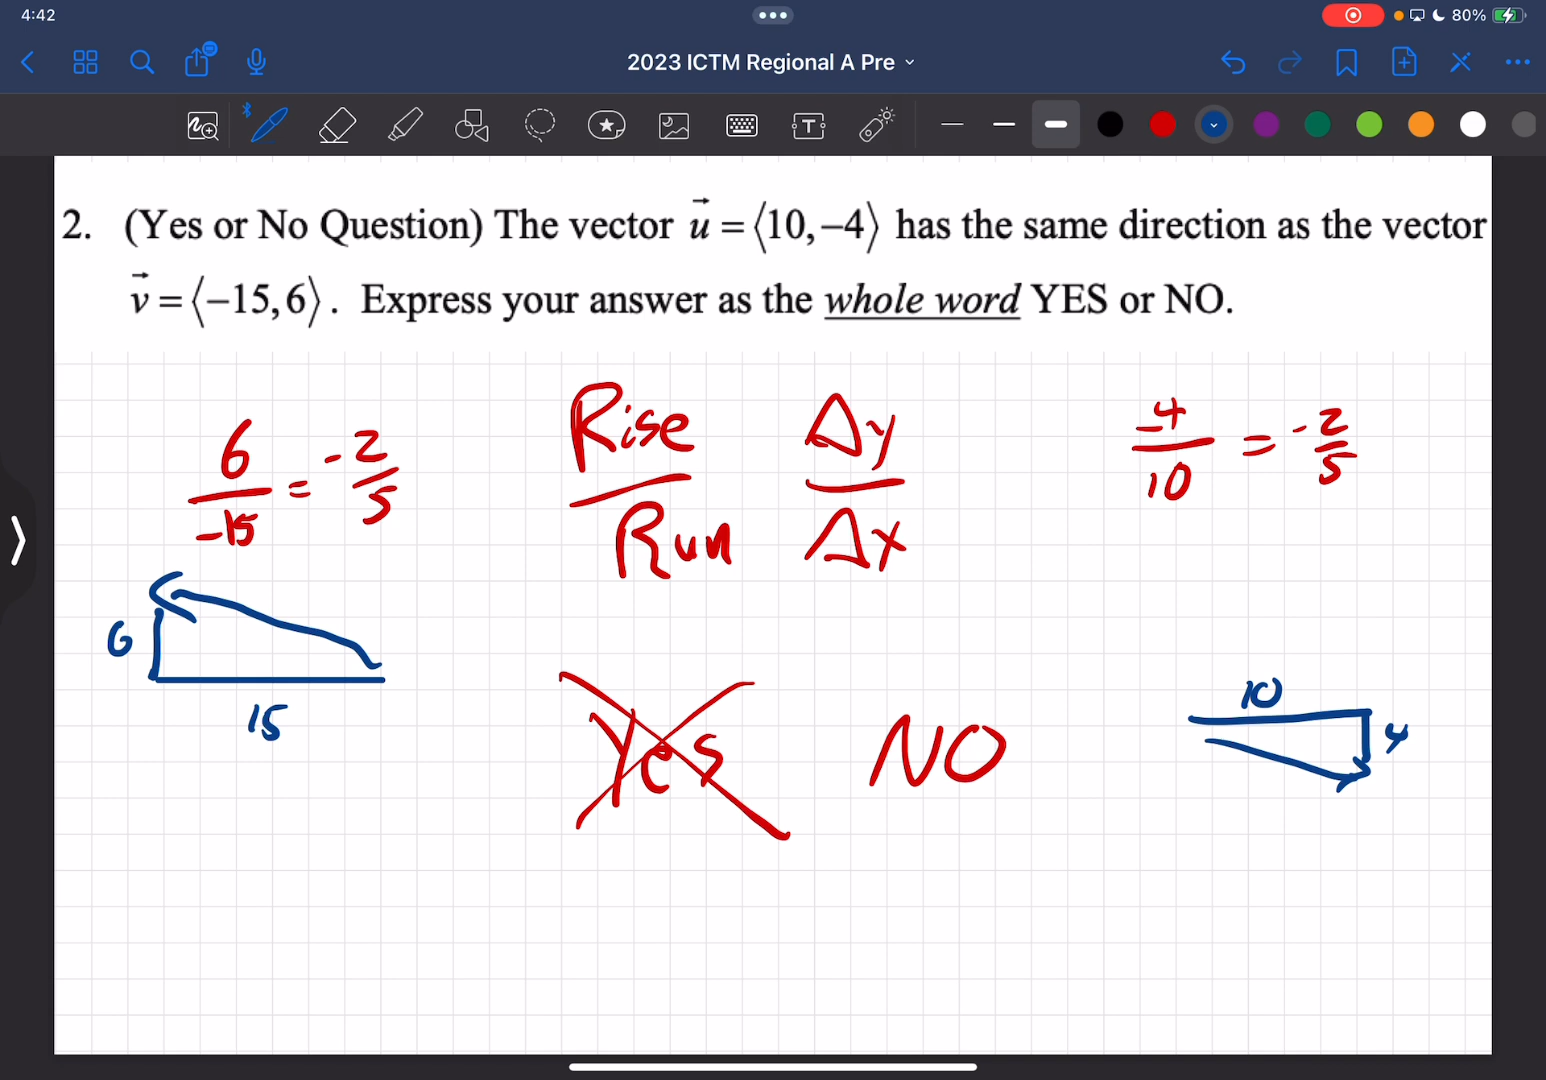 4:42
80%
2023 ICTM Regional A Pre
T
2. (Yes or No Question) The vector u⃗ = ⟨10, −4⟩ has the same direction as the vector
v⃗ = ⟨−15, 6⟩. Express your answer as the whole word YES or NO.
6/-15 = -2/5
Rise/Run
Δy/Δx
-4/10 = -2/5
6
15
Yes
NO
10
4